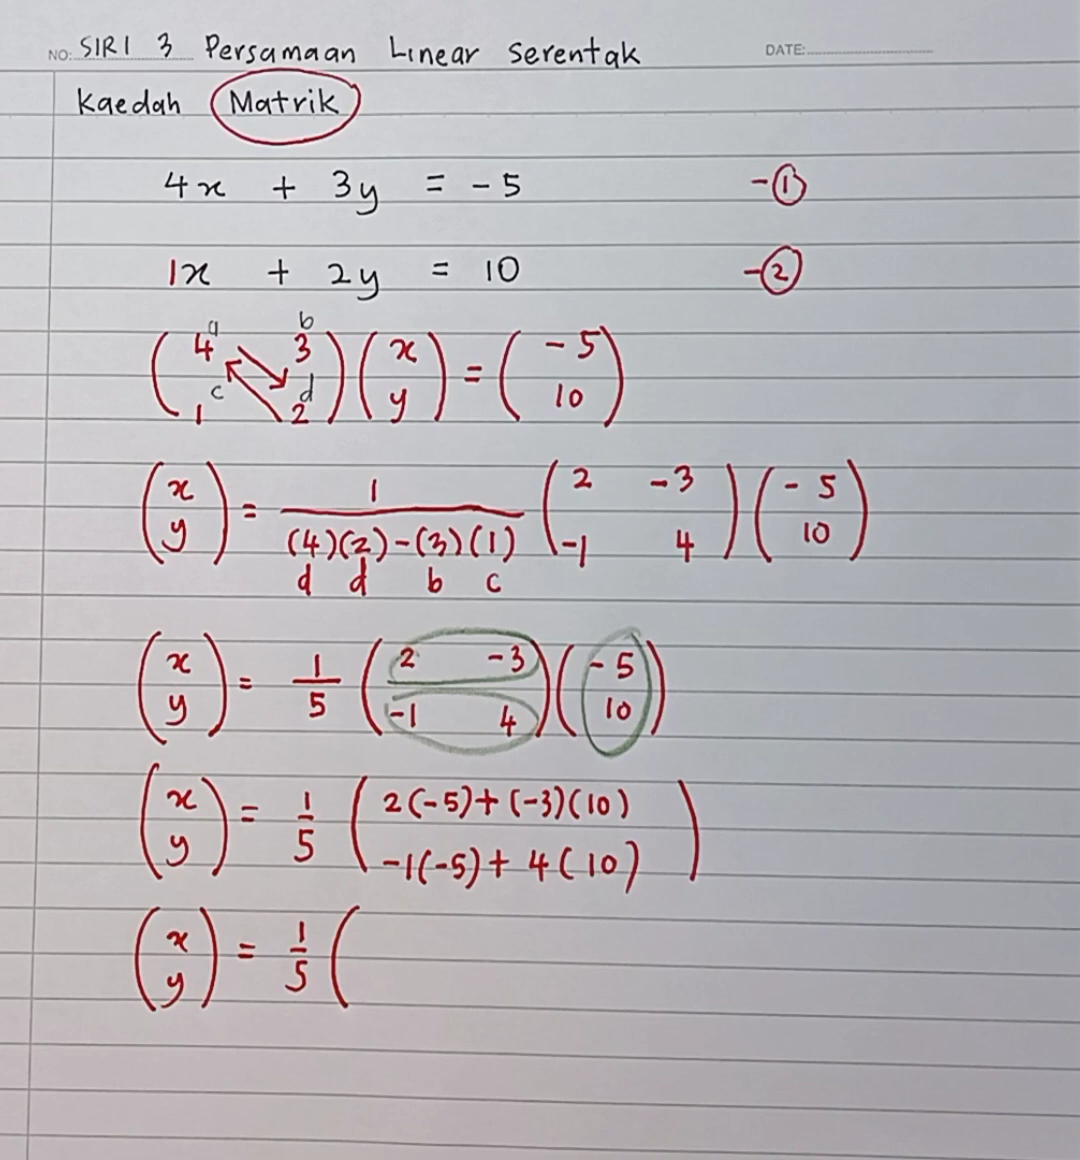 NO: SIRI 3 Persamaan Linear Serentak DATE:
Kaedah Matrik
4x + 3y = -5 -①
1x + 2y = 10 -②
(4 a 3 b; 1 c 2 d)(x; y) = (-5; 10)
(x; y) = 1/((4)(2)-(3)(1)) (2 -3; -1 4)(-5; 10)
d d b c
(x; y) = 1/5 (2 -3; -1 4)(-5; 10)
(x; y) = 1/5 (2(-5)+(-3)(10); -1(-5)+4(10))
(x; y) = 1/5 (